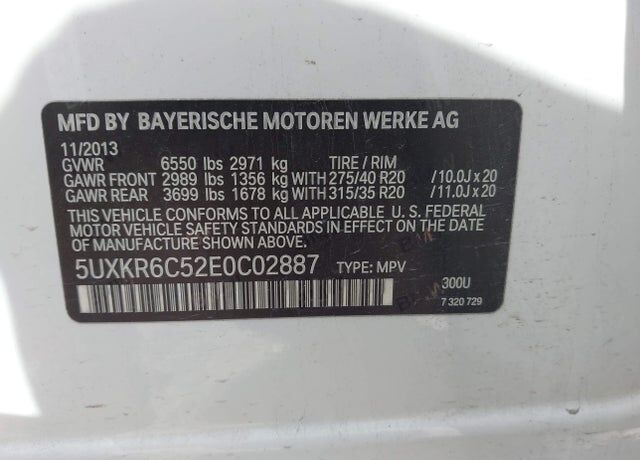 MFD BY BAYERISCHE MOTOREN WERKE AG
11/2013
GVWR 6550 lbs 2971 kg TIRE / RIM
GAWR FRONT 2989 lbs 1356 kg WITH 275/40 R20 /10.0J x 20
GAWR REAR 3699 lbs 1678 kg WITH 315/35 R20 /11.0J x 20
THIS VEHICLE CONFORMS TO ALL APPLICABLE U. S. FEDERAL
MOTOR VEHICLE SAFETY STANDARDS IN EFFECT ON THE DATE
OF MANUFACTURE SHOWN ABOVE.
5UXKR6C52E0C02887 TYPE: MPV
300U
7 320 729